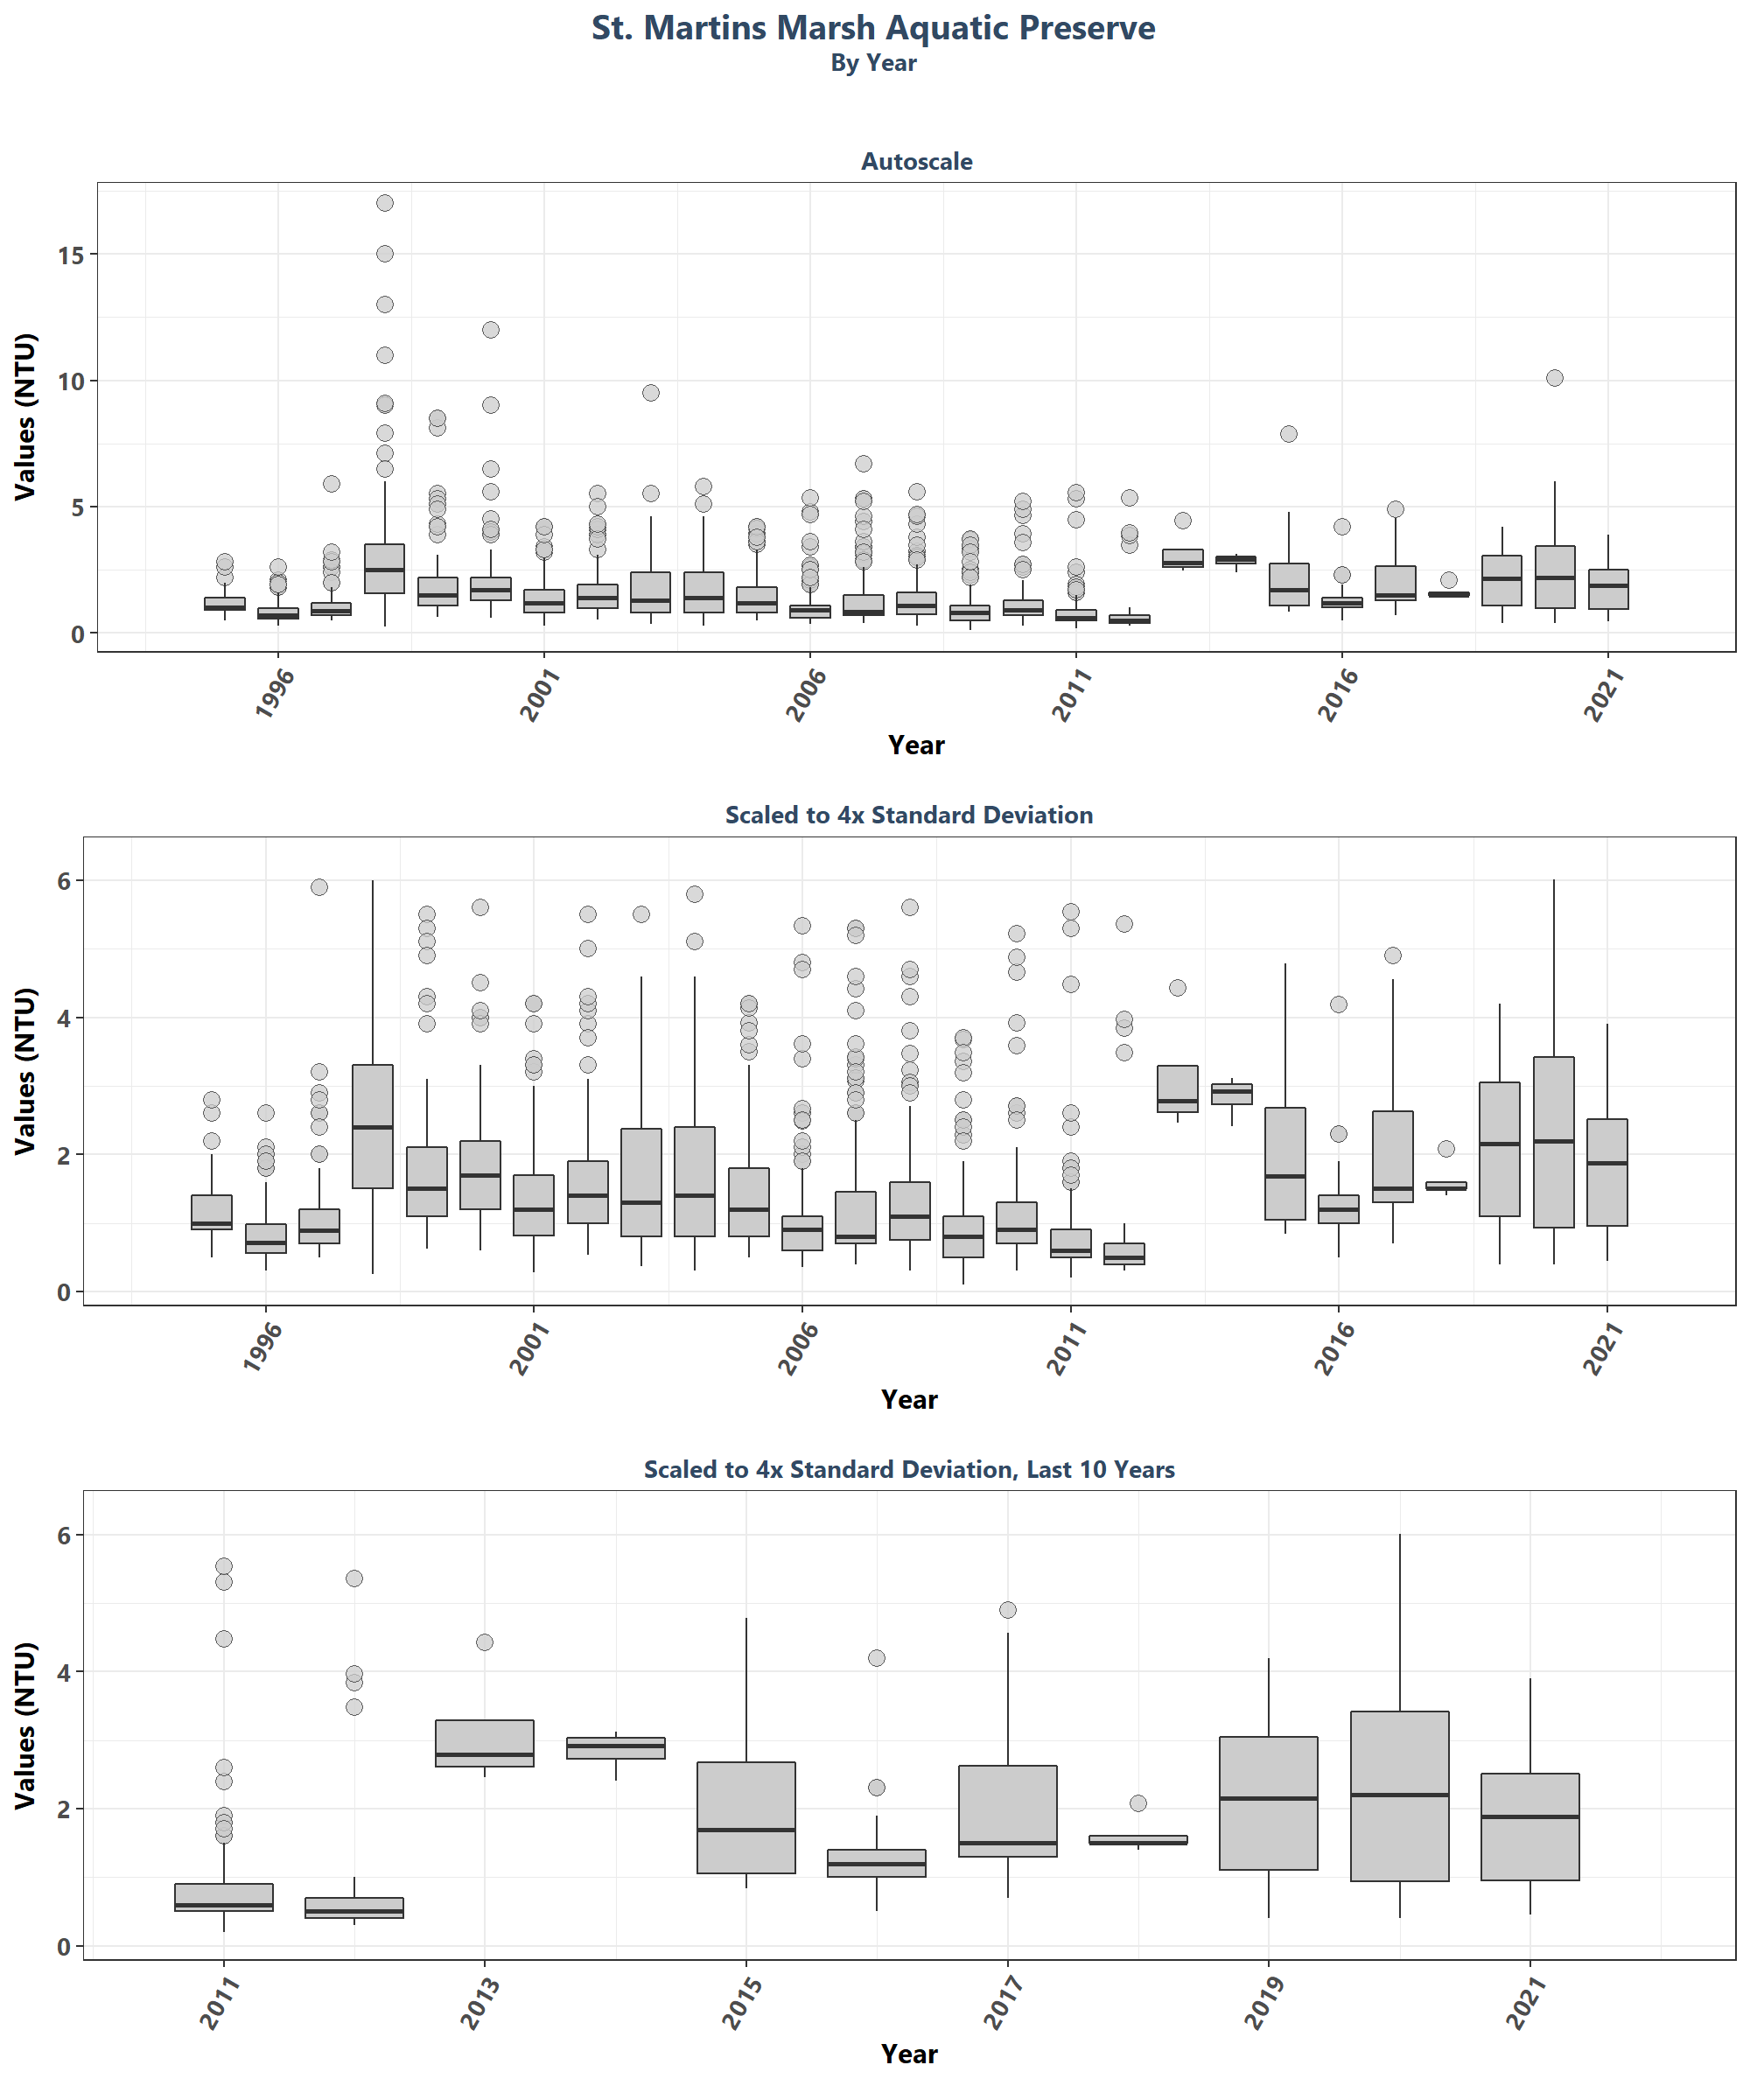 St. Martins Marsh Aquatic Preserve
By Year
Autoscale
Values (NTU)
15
10
5
0
1996
2001
2006
2011
2016
2021
Year
Scaled to 4x Standard Deviation
Values (NTU)
6
4
2
0
1996
2001
2006
2011
2016
2021
Year
Scaled to 4x Standard Deviation, Last 10 Years
Values (NTU)
6
4
2
0
2011
2013
2015
2017
2019
2021
Year